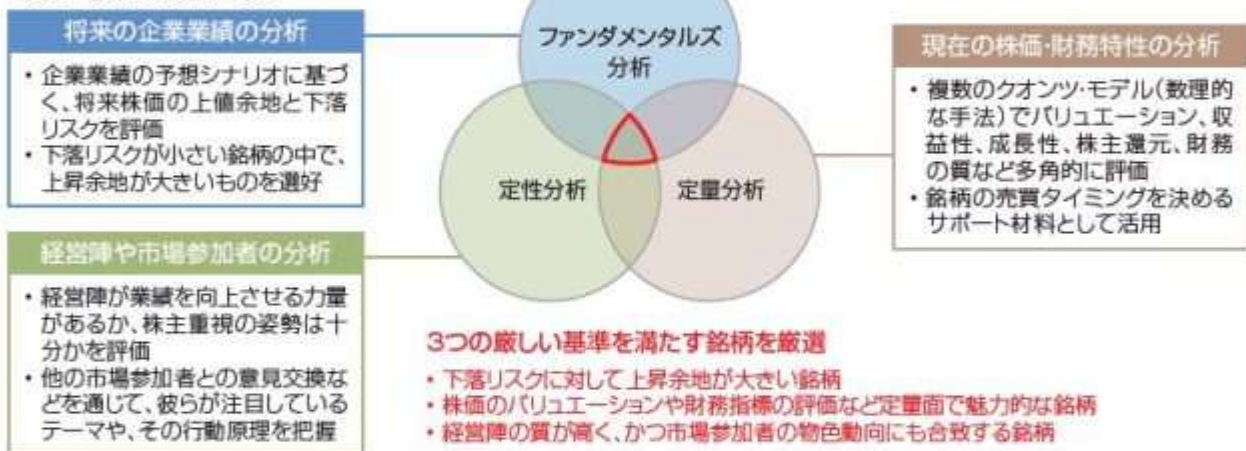 将来の企業業績の分析
・企業業績の予想シナリオに基づ
く、将来株価の上値余地と下落
リスクを評価
・下落リスクが小さい銘柄の中で、
上昇余地が大きいものを選好
経営陣や市場参加者の分析
・経営陣が業績を向上させる力量
があるか、株主重視の姿勢は十
分かを評価
・他の市場参加者との意見交換な
どを通じて、彼らが注目している
テーマや、その行動原理を把握
ファンダメンタルズ
分析
定性分析
定量分析
現在の株価・財務特性の分析
・複数のクオンツ・モデル(数理的
な手法)でバリュエーション、収
益性、成長性、株主還元、財務
の質など多角的に評価
・銘柄の売買タイミングを決める
サポート材料として活用
3つの厳しい基準を満たす銘柄を厳選
・下落リスクに対して上昇余地が大きい銘柄
・株価のバリュエーションや財務指標の評価など定量面で魅力的な銘柄
・経営陣の質が高く、かつ市場参加者の物色動向にも合致する銘柄